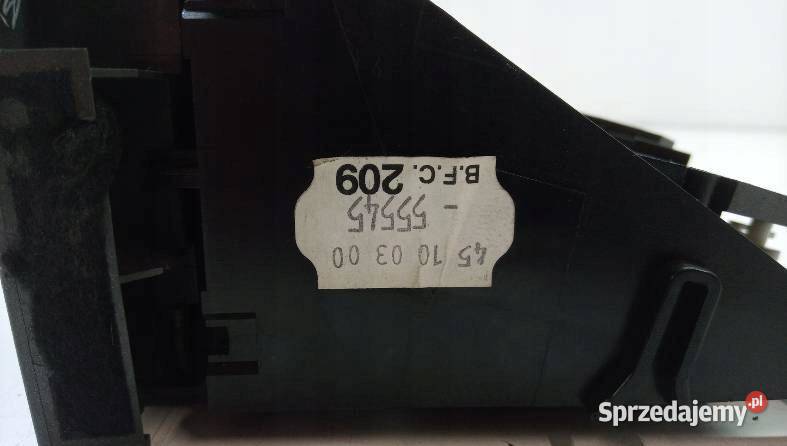 45 10 03 00
- 55545
B.F.C. 209
Sprzedajemy.pl